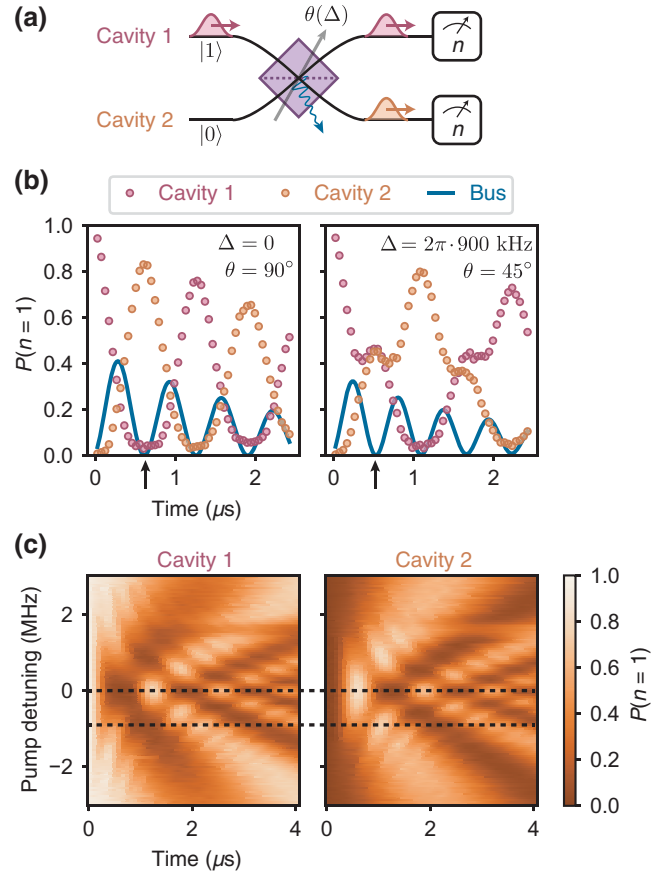 (a)
Cavity 1
|1⟩
θ(Δ)
n
Cavity 2
|0⟩
n
(b)
Cavity 1 Cavity 2 Bus
P(n = 1)
1.0
0.8
0.6
0.4
0.2
0.0
Δ = 0
θ = 90°
Δ = 2π · 900 kHz
θ = 45°
0 1 2
0 1 2
Time (μs)
(c)
Cavity 1 Cavity 2
Pump detuning (MHz)
2
0
−2
0 2 4
0 2 4
Time (μs)
1.0
0.8
0.6
0.4
0.2
0.0
P(n = 1)